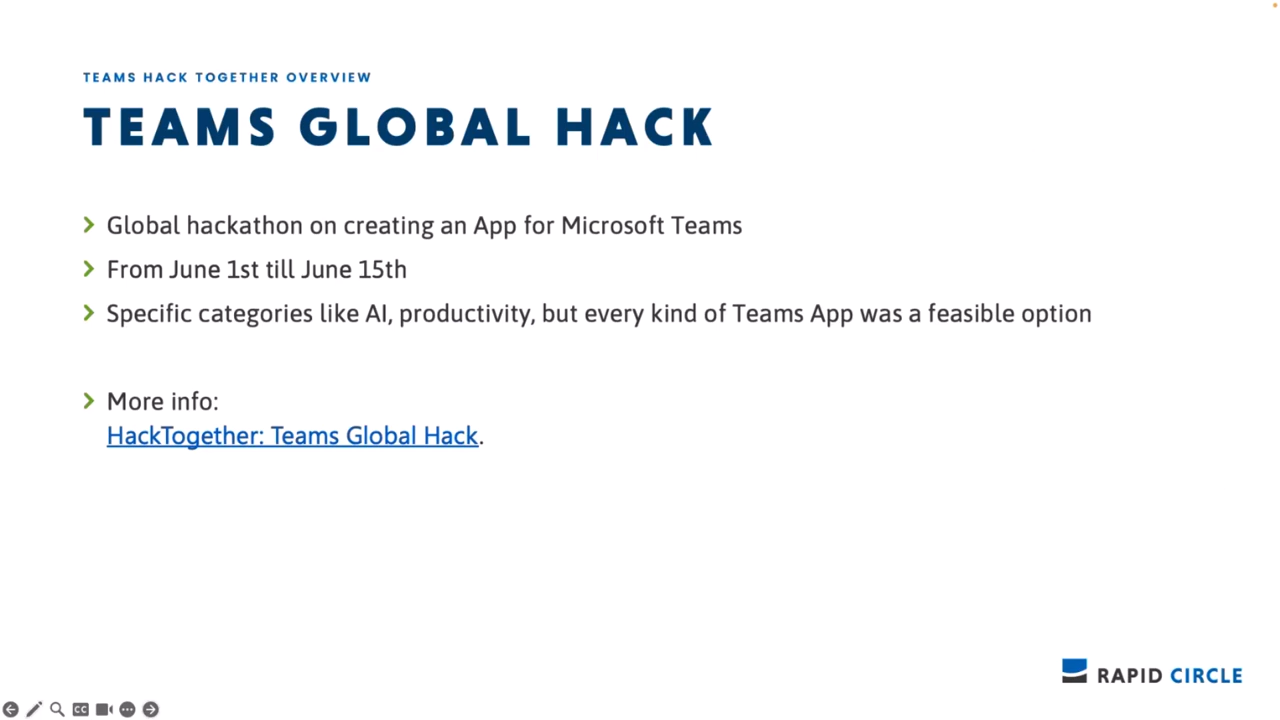 TEAMS HACK TOGETHER OVERVIEW
TEAMS GLOBAL HACK
Global hackathon on creating an App for Microsoft Teams
From June 1st till June 15th
Specific categories like AI, productivity, but every kind of Teams App was a feasible option
More info:
HackTogether: Teams Global Hack.
RAPID CIRCLE
CC